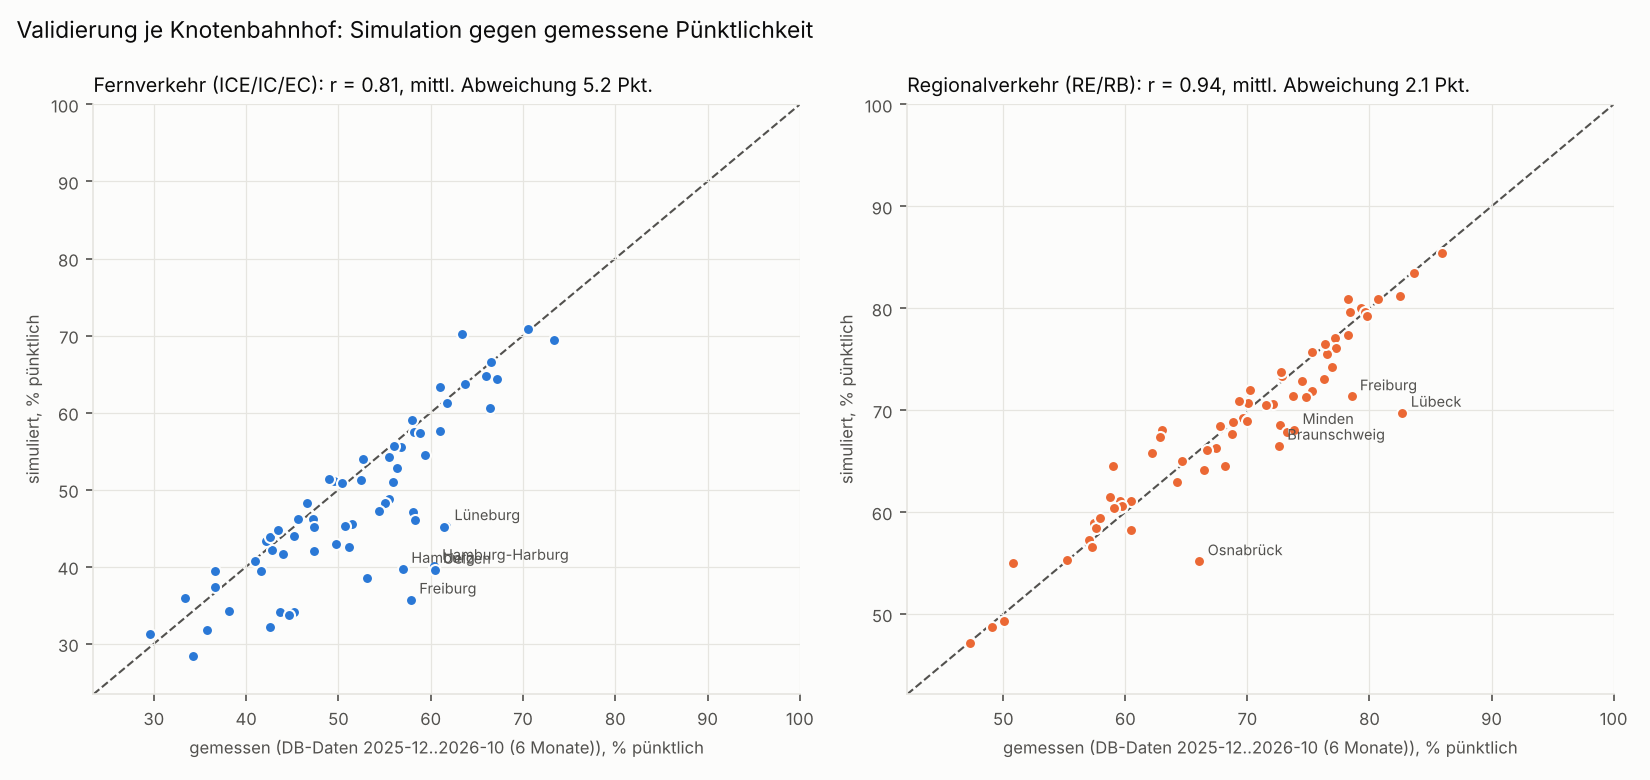 Validierung je Knotenbahnhof: Simulation gegen gemessene Pünktlichkeit
Fernverkehr (ICE/IC/EC): r = 0.81, mittl. Abweichung 5.2 Pkt.
100
90
80
70
60
50
40
30
simuliert, % pünktlich
Lüneburg
Hamburg-Harburg
Freiburg
30 40 50 60 70 80 90 100
gemessen (DB-Daten 2025-12..2026-10 (6 Monate)), % pünktlich
Regionalverkehr (RE/RB): r = 0.94, mittl. Abweichung 2.1 Pkt.
100
90
80
70
60
50
simuliert, % pünktlich
Freiburg
Lübeck
Minden
Braunschweig
Osnabrück
50 60 70 80 90 100
gemessen (DB-Daten 2025-12..2026-10 (6 Monate)), % pünktlich